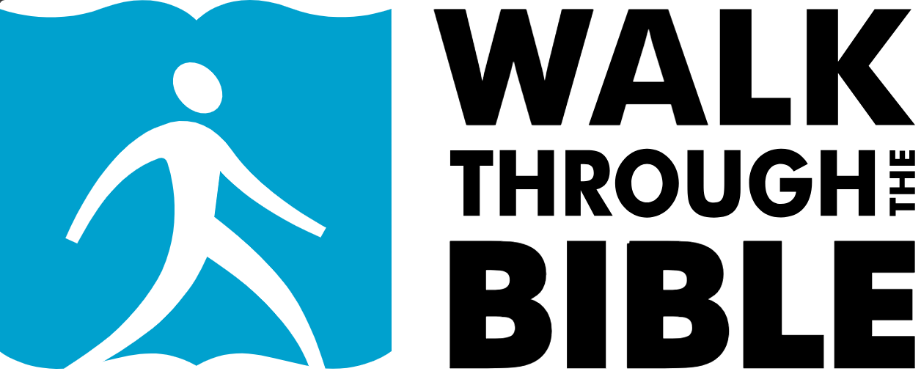 WALK
THROUGH THE
BIBLE